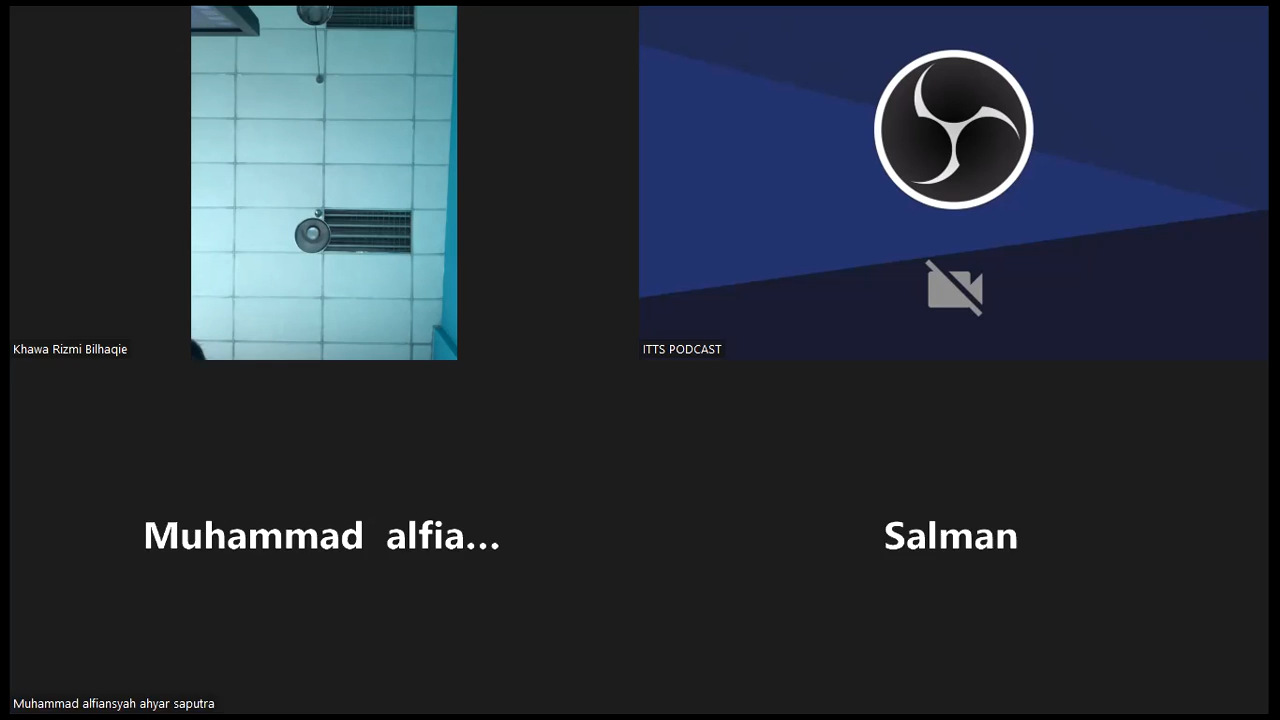 Khawa Rizmi Bilhaqie
ITTS PODCAST
Muhammad alfia...
Salman
Muhammad alfiansyah ahyar saputra